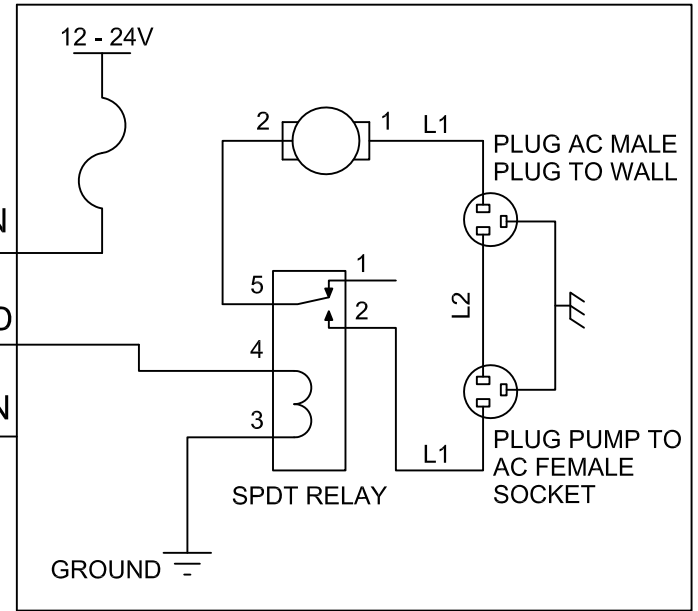 12 - 24V
2
1
L1
PLUG AC MALE
PLUG TO WALL
N
5
1
2
L2
D
4
N
3
L1
PLUG PUMP TO
AC FEMALE
SOCKET
SPDT RELAY
GROUND